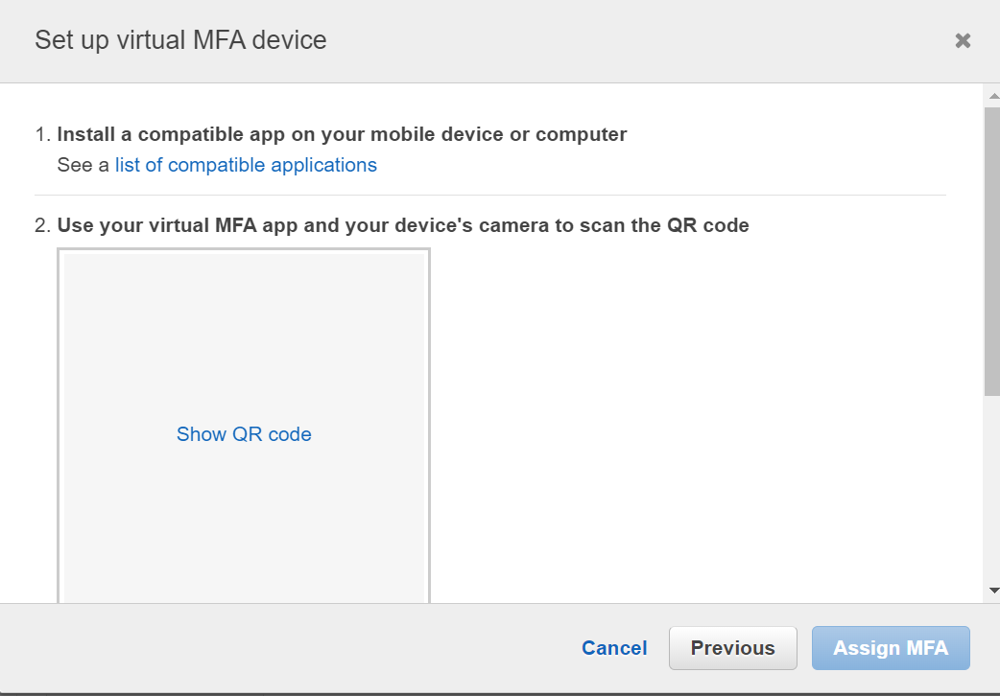 Set up virtual MFA device
1. Install a compatible app on your mobile device or computer
See a list of compatible applications
2. Use your virtual MFA app and your device's camera to scan the QR code
Show QR code
Cancel
Previous
Assign MFA